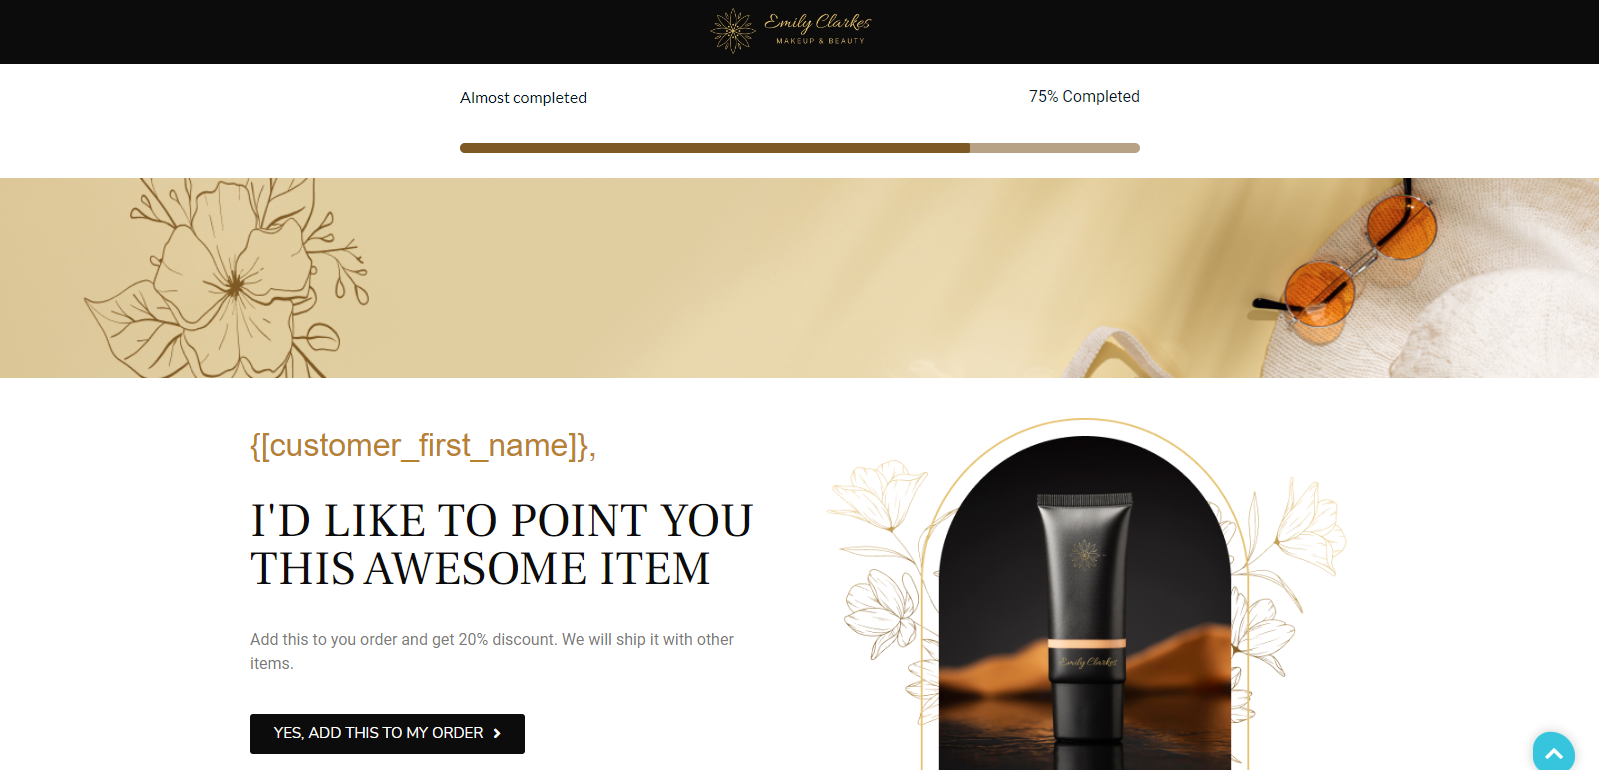 Emily Clarkes
MAKEUP & BEAUTY
Almost completed
75% Completed
{[customer_first_name]},
I'D LIKE TO POINT YOU
THIS AWESOME ITEM
Add this to you order and get 20% discount. We will ship it with other
items.
YES, ADD THIS TO MY ORDER
Emily Clarkes